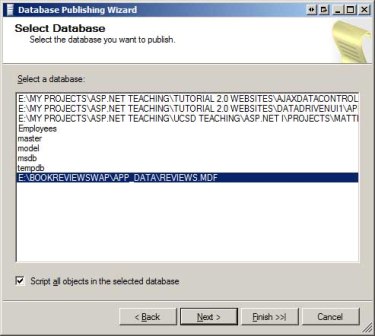 Database Publishing Wizard
Select Database
Select the database you want to publish.
Select a database:
E:\MY PROJECTS\ASP.NET TEACHING\TUTORIAL 2.0 WEBSITES\AJAXDATACONTROL
E:\MY PROJECTS\ASP.NET TEACHING\TUTORIAL 2.0 WEBSITES\DATADRIVENUI1\AP
E:\MY PROJECTS\ASP.NET TEACHING\UCSD TEACHING\ASP.NET I\PROJECTS\MATTI
Employees
master
model
msdb
tempdb
E:\BOOKREVIEWSWAP\APP_DATA\REVIEWS.MDF
Script all objects in the selected database
< Back Next > Finish >>| Cancel